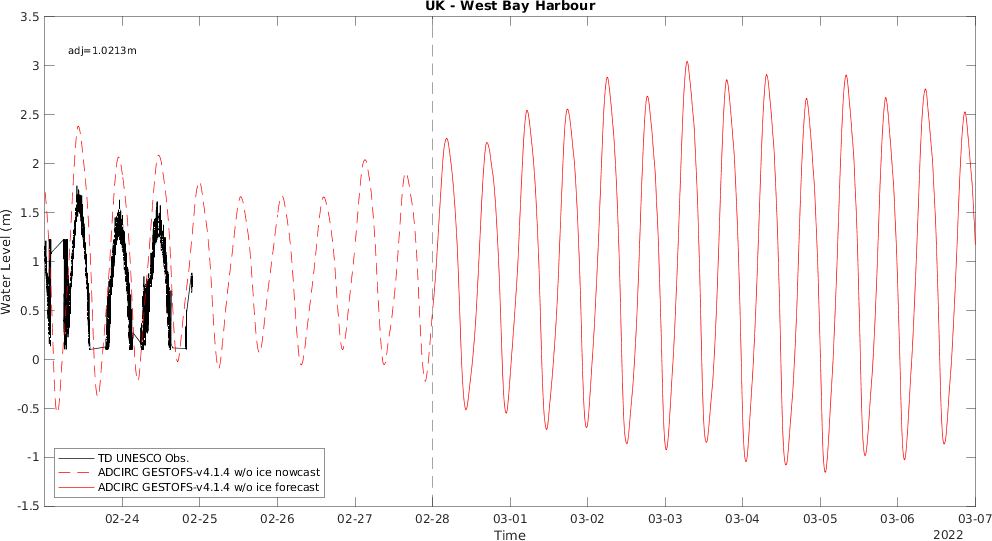 UK - West Bay Harbour
adj=1.0213m
Water Level (m)
3.5
3
2.5
2
1.5
1
0.5
0
-0.5
-1
-1.5
TD UNESCO Obs.
ADCIRC GESTOFS-v4.1.4 w/o ice nowcast
ADCIRC GESTOFS-v4.1.4 w/o ice forecast
02-24 02-25 02-26 02-27 02-28 03-01 03-02 03-03 03-04 03-05 03-06 03-07
Time
2022